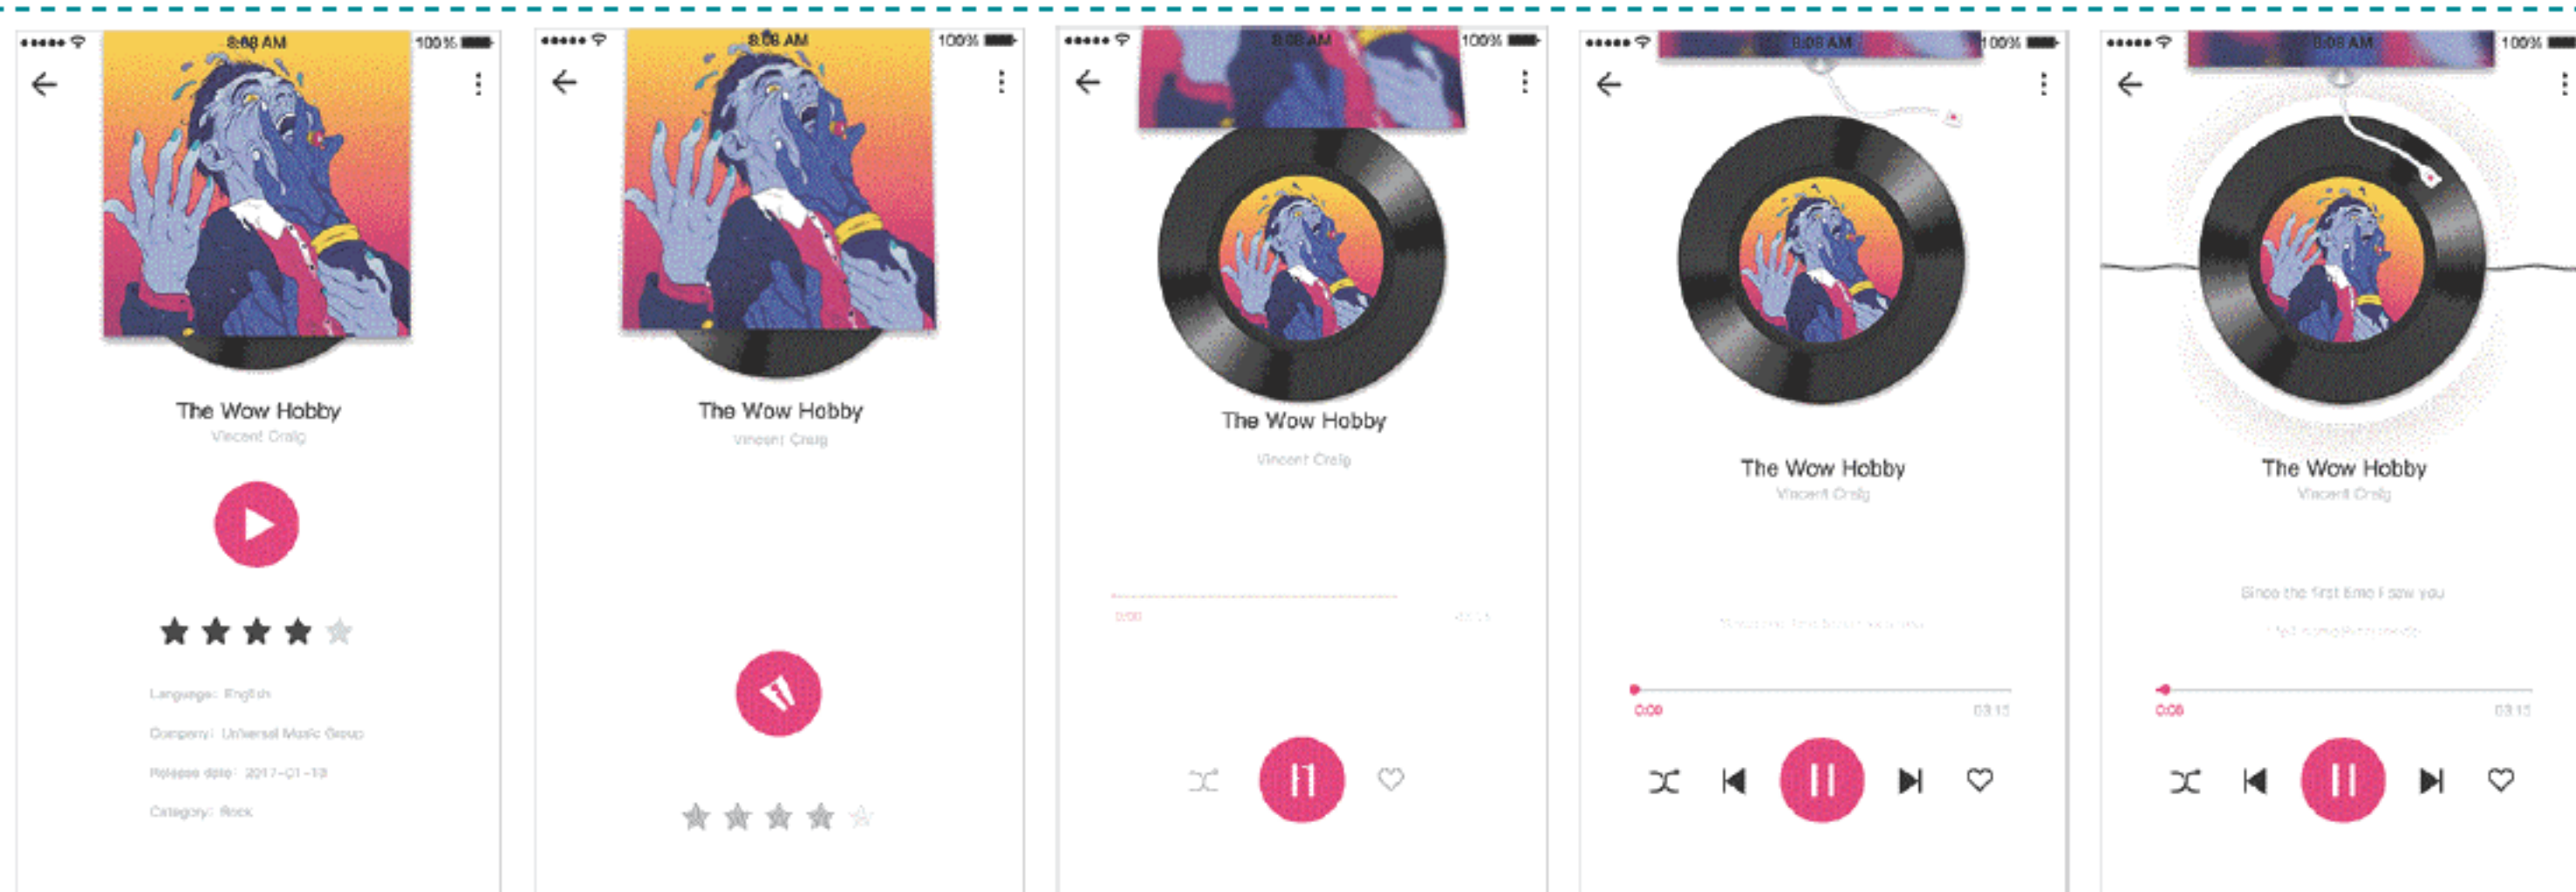 8:08 AM 100%
The Wow Hobby
Vincent Craig
Language: English
Company: Universal Music Group
Release date: 2017-01-
Category: Rock
8:08 AM 100%
The Wow Hobby
Vincent Craig
8:08 AM 100%
The Wow Hobby
Vincent Craig
0:00
8:08 AM 100%
The Wow Hobby
Vincent Craig
0:00 03:15
8:08 AM 100%
The Wow Hobby
Vincent Craig
Since the first time I saw you
0:06 03:15